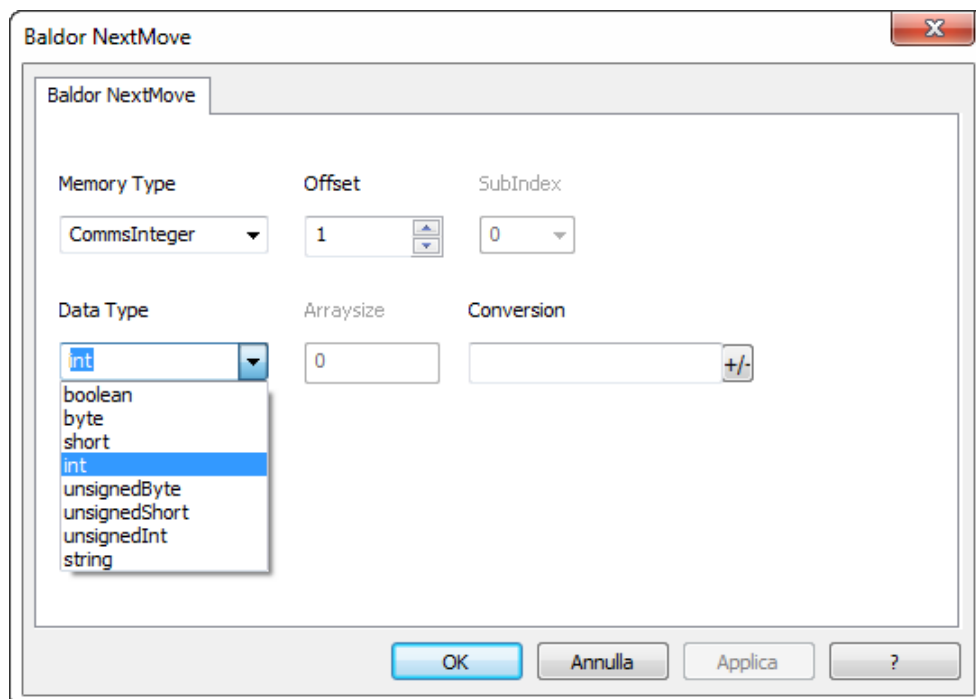 Baldor NextMove
Baldor NextMove
Memory Type Offset SubIndex
CommsInteger 1 0
Data Type Arraysize Conversion
int 0 +/-
boolean
byte
short
int
unsignedByte
unsignedShort
unsignedInt
string
OK Annulla Applica ?